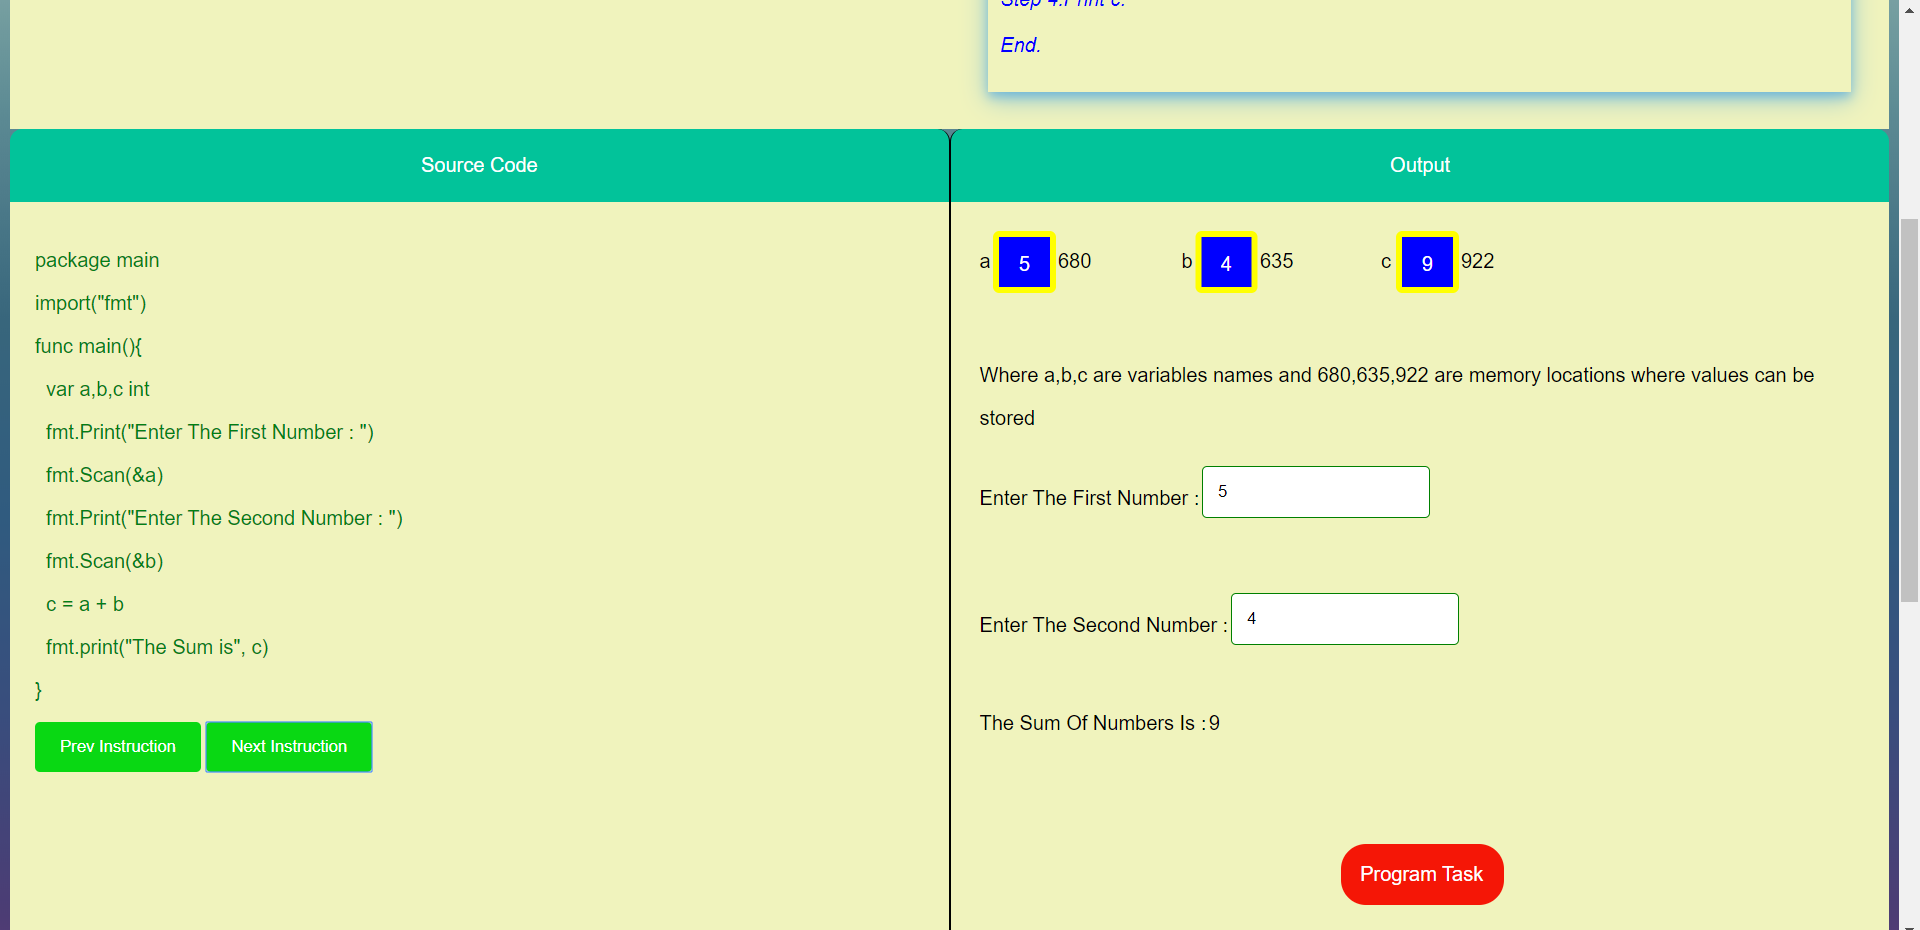 Step 4:Print c.
End.
Source Code
Output
package main
import("fmt")
func main(){
var a,b,c int
fmt.Print("Enter The First Number : ")
fmt.Scan(&a)
fmt.Print("Enter The Second Number : ")
fmt.Scan(&b)
c = a + b
fmt.print("The Sum is", c)
}
Prev Instruction Next Instruction
a 5 680 b 4 635 c 9 922
Where a,b,c are variables names and 680,635,922 are memory locations where values can be
stored
Enter The First Number : 5
Enter The Second Number : 4
The Sum Of Numbers Is :9
Program Task